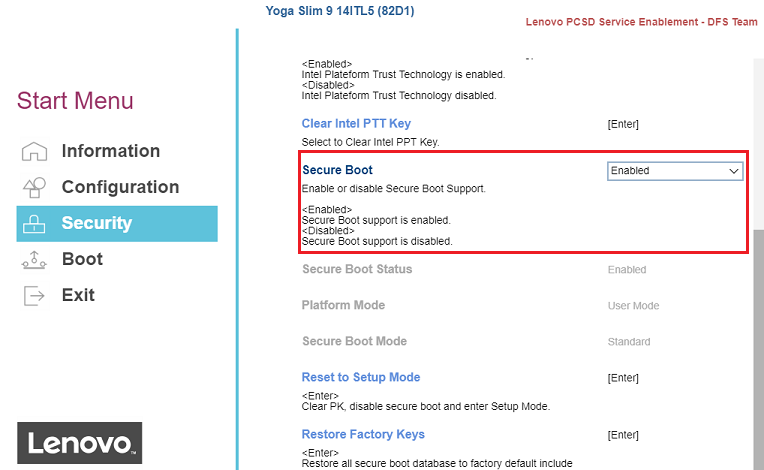 Yoga Slim 9 14ITL5 (82D1)
Lenovo PCSD Service Enablement - DFS Team
Start Menu
Information
Configuration
Security
Boot
Exit
Lenovo
<Enabled>
Intel Plateform Trust Technology is enabled.
<Disabled>
Intel Plateform Trust Technology disabled.
Clear Intel PTT Key [Enter]
Select to Clear Intel PPT Key.
Secure Boot Enabled
Enable or disable Secure Boot Support.
<Enabled>
Secure Boot support is enabled.
<Disabled>
Secure Boot support is disabled.
Secure Boot Status Enabled
Platform Mode User Mode
Secure Boot Mode Standard
Reset to Setup Mode [Enter]
<Enter>
Clear PK, disable secure boot and enter Setup Mode.
Restore Factory Keys [Enter]
<Enter>
Restore all secure boot database to factory default include